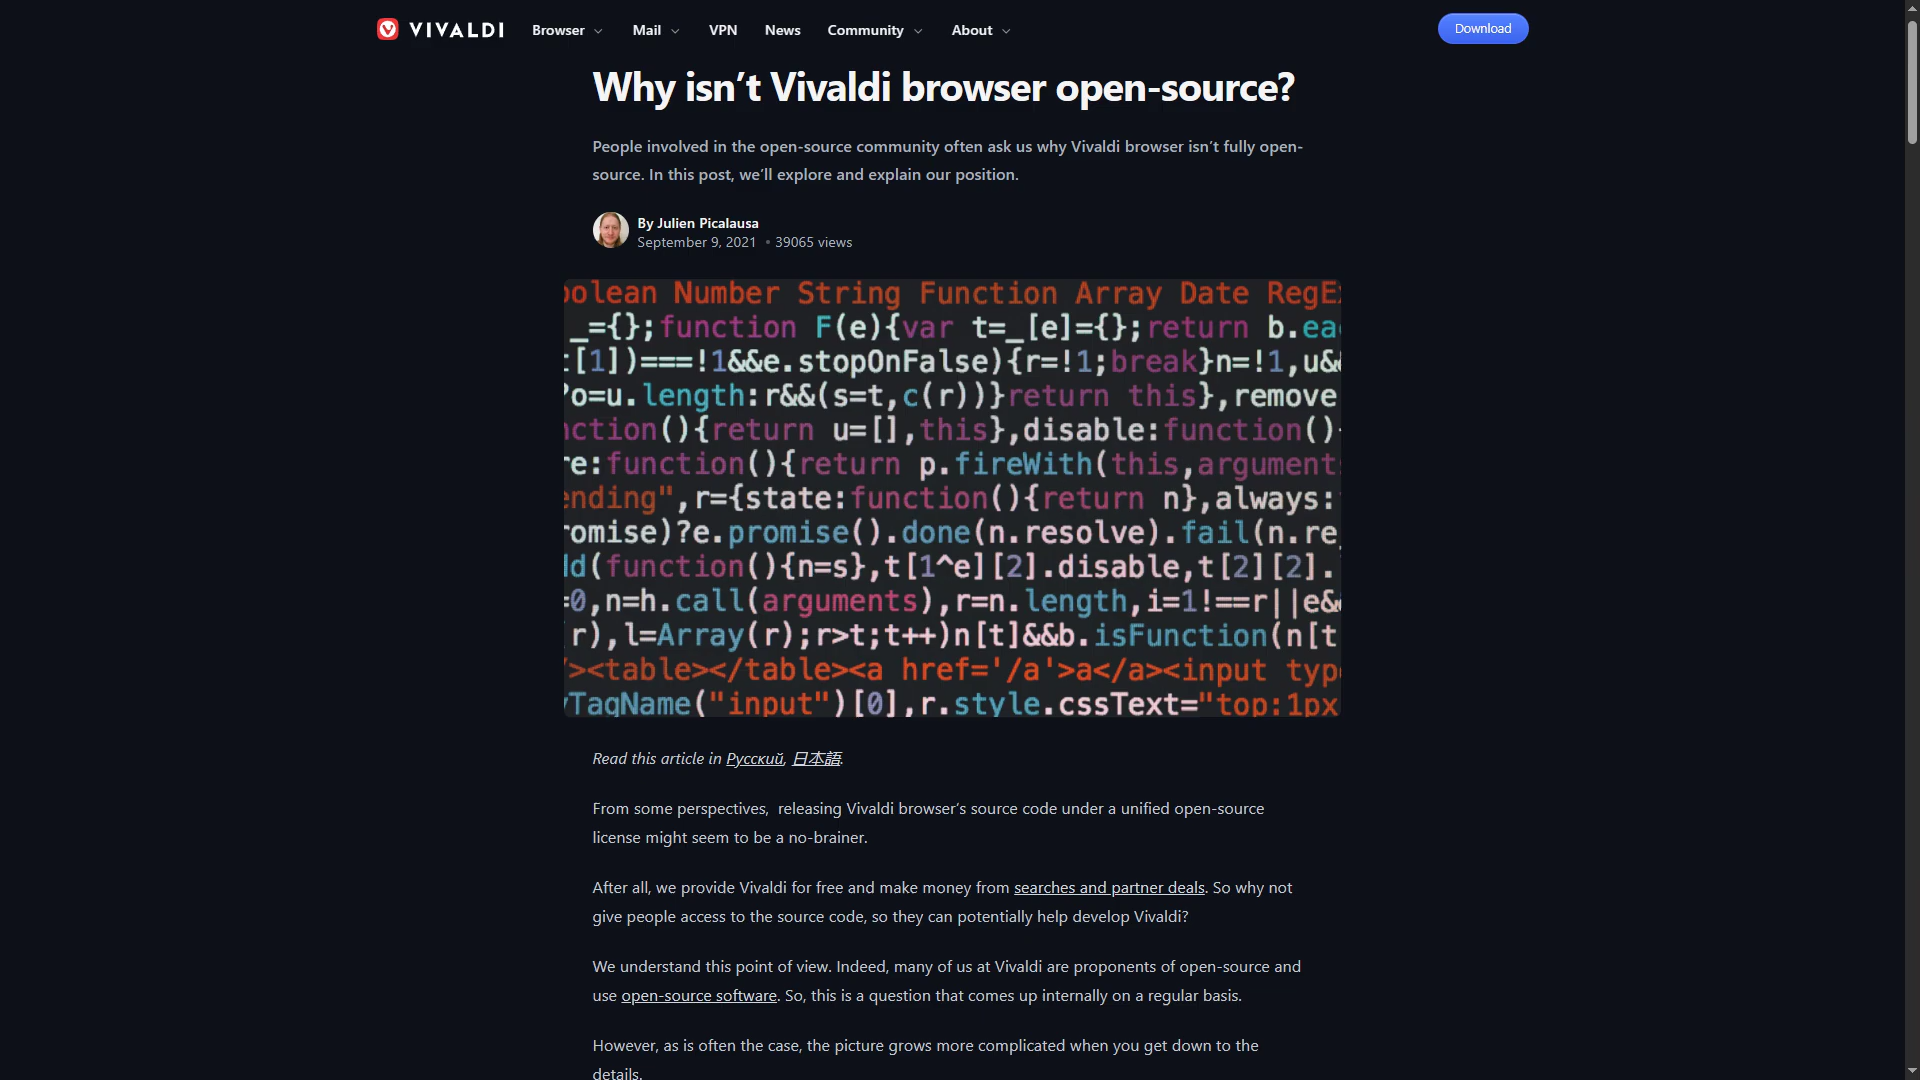 VIVALDI Browser Mail VPN News Community About Download
Why isn’t Vivaldi browser open-source?
People involved in the open-source community often ask us why Vivaldi browser isn’t fully open-
source. In this post, we’ll explore and explain our position.
By Julien Picalausa
September 9, 2021 • 39065 views
oolean Number String Function Array Date RegEx
_={};function F(e){var t=_[e]={};return b.ea
t[1])===!1&&e.stopOnFalse){r=!1;break}n=!1,u&
?o=u.length:r&&(s=t,c(r))}return this},remove
nction(){return u=[],this},disable:function()
re:function(){return p.fireWith(this,argument
ending",r={state:function(){return n},always:
romise)?e.promise().done(n.resolve).fail(n.re
dd(function(){n=s},t[1^e][2].disable,t[2][2].
=0,n=h.call(arguments),r=n.length,i=1!==r||e&
r),l=Array(r);r>t;t++)n[t]&&b.isFunction(n[t
/><table></table><a href='/a'>a</a><input typ
yTagName("input")[0],r.style.cssText="top:1px
Read this article in Русский, 日本語.
From some perspectives,  releasing Vivaldi browser’s source code under a unified open-source
license might seem to be a no-brainer.
After all, we provide Vivaldi for free and make money from searches and partner deals. So why not
give people access to the source code, so they can potentially help develop Vivaldi?
We understand this point of view. Indeed, many of us at Vivaldi are proponents of open-source and
use open-source software. So, this is a question that comes up internally on a regular basis.
However, as is often the case, the picture grows more complicated when you get down to the
details.